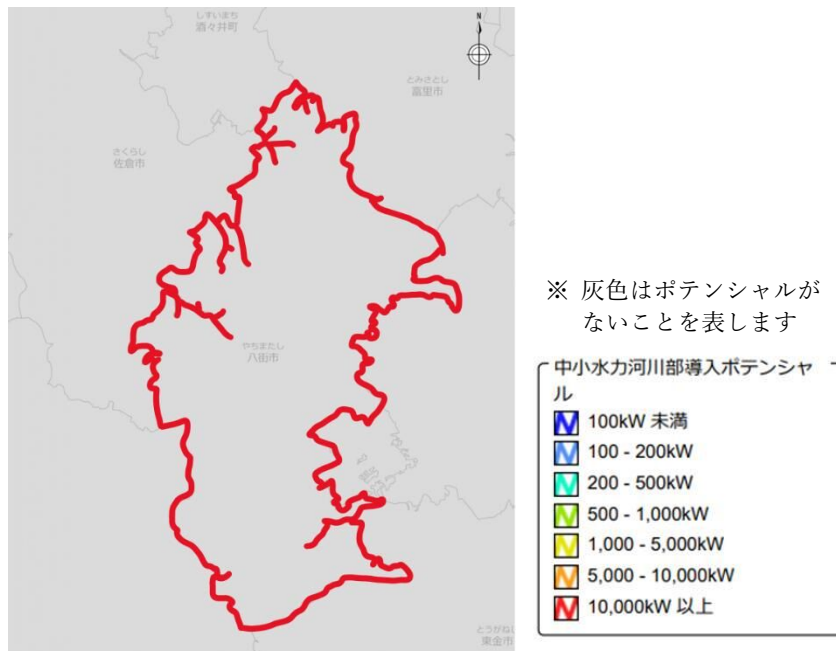 しすいまち
酒々井町
N
とみさとし
富里市
さくらし
佐倉市
やちまたし
八街市
とうがねし
東金市
※ 灰色はポテンシャルが
ないことを表します
中小水力河川部導入ポテンシャ
ル
100kW 未満
100 - 200kW
200 - 500kW
500 - 1,000kW
1,000 - 5,000kW
5,000 - 10,000kW
10,000kW 以上